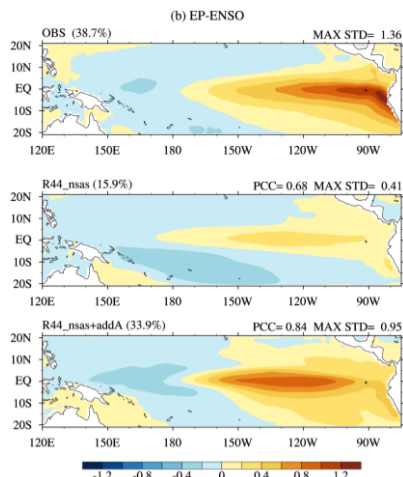 (b) EP-ENSO
OBS (38.7%) MAX STD= 1.36
20N
10N
EQ
10S
20S
120E 150E 180 150W 120W 90W
R44_nsas (15.9%) PCC= 0.68 MAX STD= 0.41
20N
10N
EQ
10S
20S
120E 150E 180 150W 120W 90W
R44_nsas+addA (33.9%) PCC= 0.84 MAX STD= 0.95
20N
10N
EQ
10S
20S
120E 150E 180 150W 120W 90W
-1.2 -0.8 -0.4 0 0.4 0.8 1.2